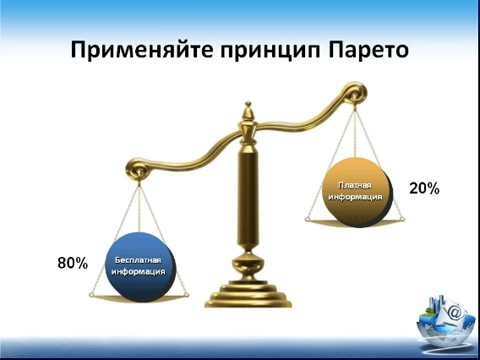 Применяйте принцип Парето
Платная
информация
20%
80%
Бесплатная
информация
@